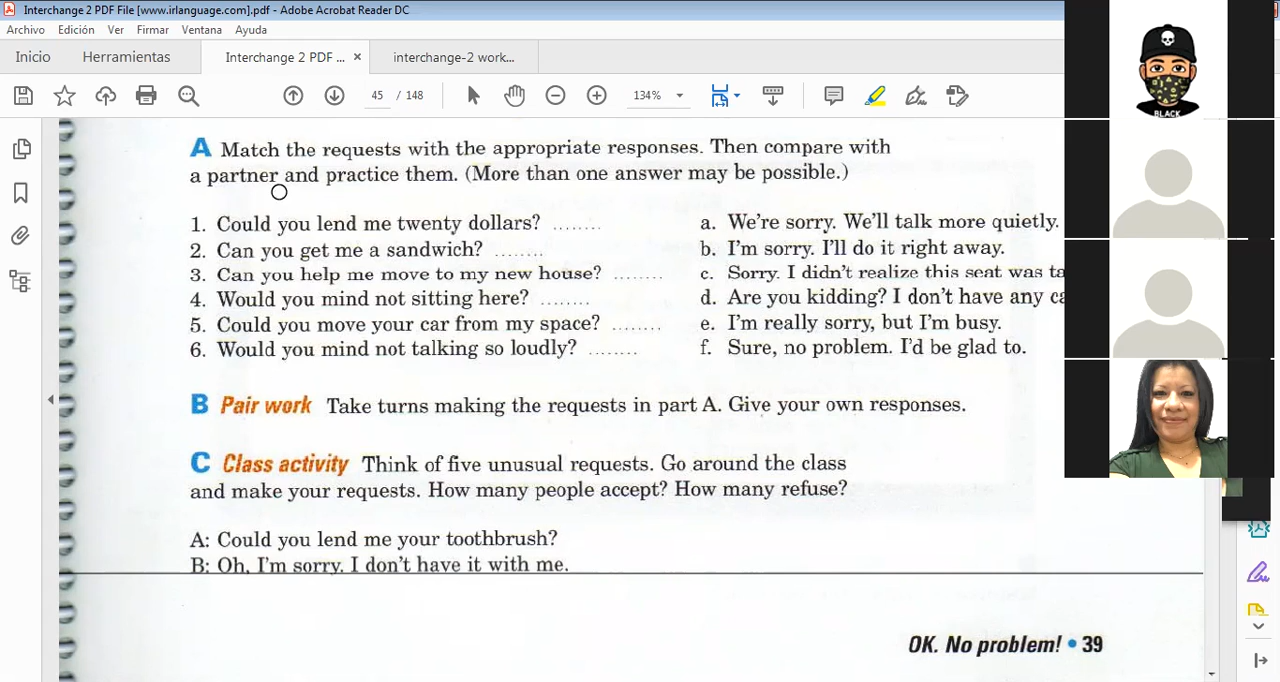 Interchange 2 PDF File [www.irlanguage.com].pdf - Adobe Acrobat Reader DC
Archivo Edición Ver Firmar Ventana Ayuda
Inicio Herramientas Interchange 2 PDF ... × interchange-2 work...
45 / 148 134%
BLACK
A Match the requests with the appropriate responses. Then compare with
a partner and practice them. (More than one answer may be possible.)
1. Could you lend me twenty dollars? ........
2. Can you get me a sandwich? ........
3. Can you help me move to my new house? ........
4. Would you mind not sitting here? ........
5. Could you move your car from my space? ........
6. Would you mind not talking so loudly? ........
a. We're sorry. We'll talk more quietly.
b. I'm sorry. I'll do it right away.
c. Sorry. I didn't realize this seat was ta
d. Are you kidding? I don't have any ca
e. I'm really sorry, but I'm busy.
f. Sure, no problem. I'd be glad to.
B Pair work Take turns making the requests in part A. Give your own responses.
C Class activity Think of five unusual requests. Go around the class
and make your requests. How many people accept? How many refuse?
A: Could you lend me your toothbrush?
B: Oh, I'm sorry. I don't have it with me.
OK. No problem! • 39